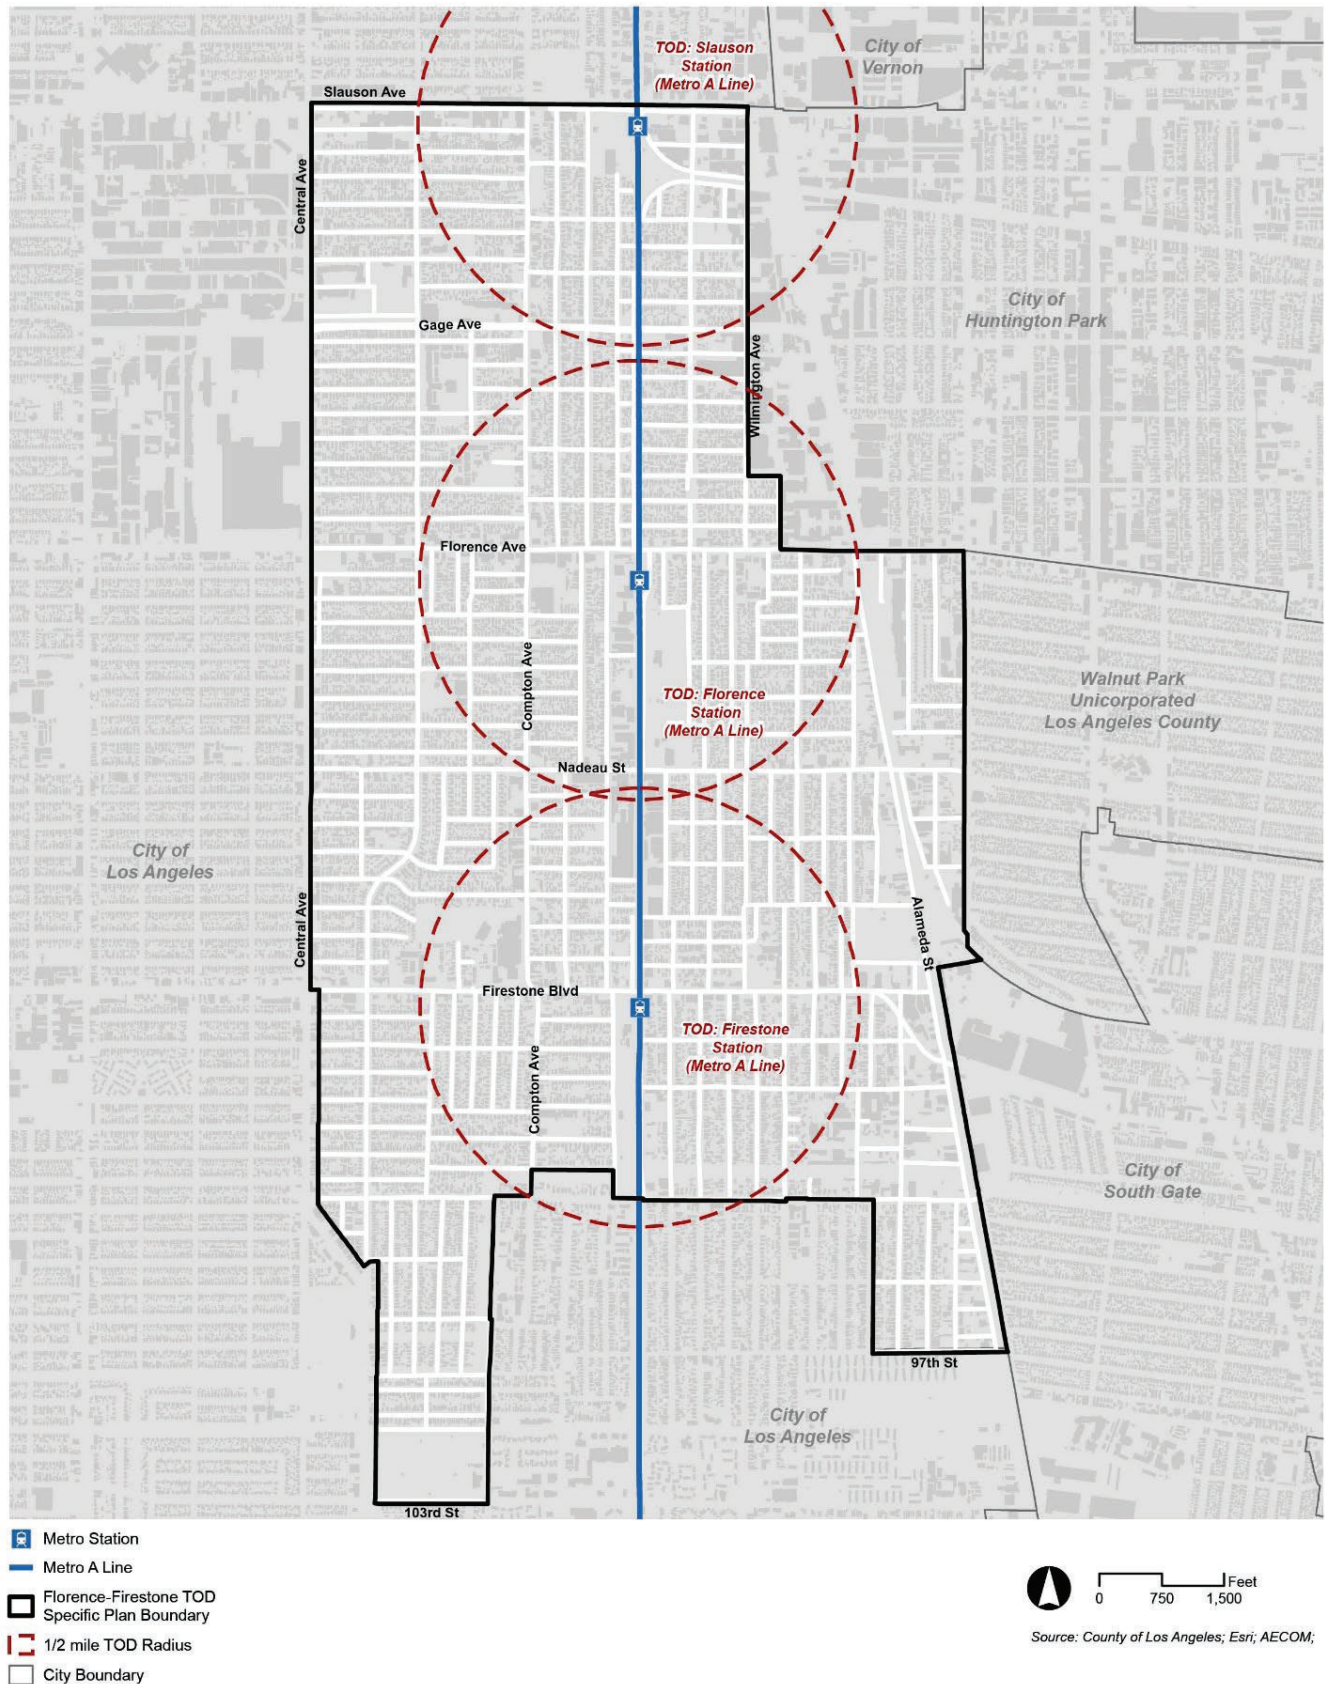 TOD: Slauson
Station
(Metro A Line)
City of
Vernon
Slauson Ave
Central Ave
City of
Huntington Park
Gage Ave
Wilmington Ave
Florence Ave
Compton Ave
TOD: Florence
Station
(Metro A Line)
Walnut Park
Unicorporated
Los Angeles County
Nadeau St
City of
Los Angeles
Central Ave
Alameda St
Firestone Blvd
TOD: Firestone
Station
(Metro A Line)
Compton Ave
City of
South Gate
97th St
City of
Los Angeles
103rd St
Metro Station
Metro A Line
Florence-Firestone TOD
Specific Plan Boundary
1/2 mile TOD Radius
City Boundary
Feet
0 750 1,500
Source: County of Los Angeles; Esri; AECOM;